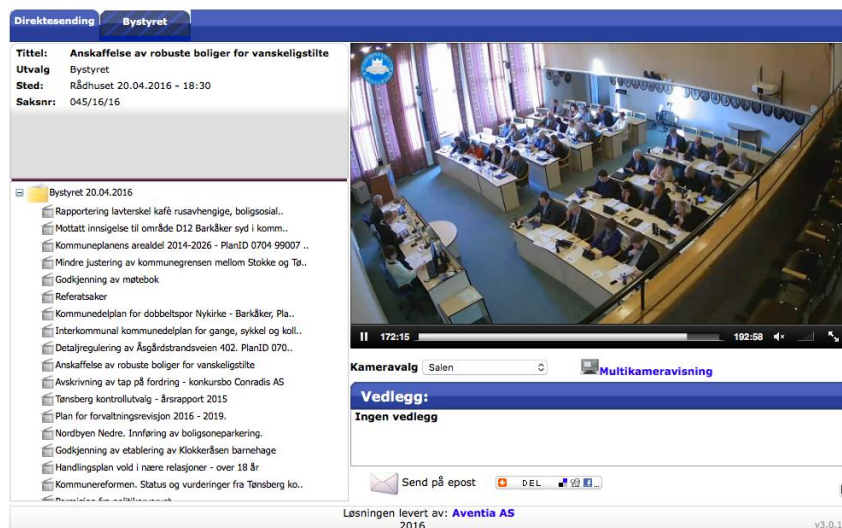 Direktesending
Bystyret
Tittel: Anskaffelse av robuste boliger for vanskeligstilte
Utvalg Bystyret
Sted: Rådhuset 20.04.2016 - 18:30
Saksnr: 045/16/16
Bystyret 20.04.2016
Rapportering lavterskel kafè rusavhengige, boligsosial..
Mottatt innsigelse til område D12 Barkåker syd i komm..
Kommuneplanens arealdel 2014-2026 - PlanID 0704 99007 ..
Mindre justering av kommunegrensen mellom Stokke og Tø..
Godkjenning av møtebok
Referatsaker
Kommunedelplan for dobbeltspor Nykirke - Barkåker, Pla..
Interkommunal kommunedelplan for gange, sykkel og koll..
Detaljregulering av Åsgårdstrandsveien 402. PlanID 070..
Anskaffelse av robuste boliger for vanskeligstilte
Avskrivning av tap på fordring - konkursbo Conradis AS
Tønsberg kontrollutvalg - årsrapport 2015
Plan for forvaltningsrevisjon 2016 - 2019.
Nordbyen Nedre. Innføring av boligsoneparkering.
Godkjenning av etablering av Klokkeråsen barnehage
Handlingsplan vold i nære relasjoner - over 18 år
Kommunereformen. Status og vurderinger fra Tønsberg ko..
172:15
192:58
Kameravalg Salen
Multikameravisning
Vedlegg:
Ingen vedlegg
Send på epost
DEL
Løsningen levert av: Aventia AS
2016
v3.0.1